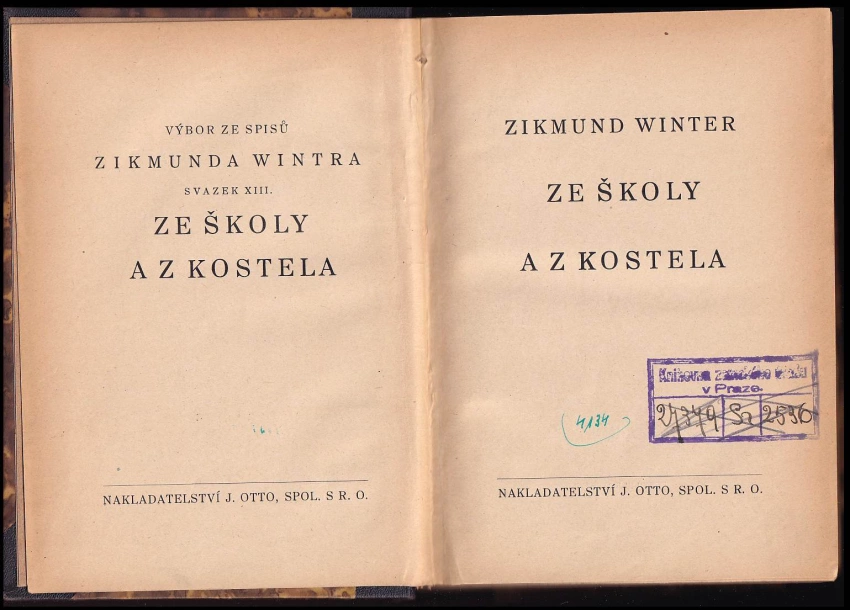 VÝBOR ZE SPISŮ
ZIKMUNDA WINTRA
SVAZEK XIII.
ZE ŠKOLY
A Z KOSTELA
NAKLADATELSTVÍ J. OTTO, SPOL. S R. O.
ZIKMUND WINTER
ZE ŠKOLY
A Z KOSTELA
Knihovna
v Praze.
4134
NAKLADATELSTVÍ J. OTTO, SPOL. S R. O.